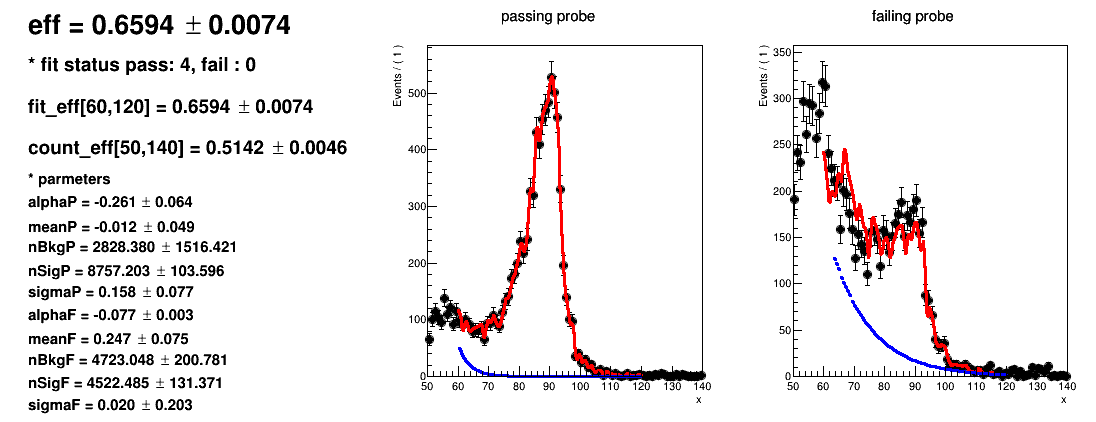 eff = 0.6594 ± 0.0074
* fit status pass: 4, fail : 0
fit_eff[60,120] = 0.6594 ± 0.0074
count_eff[50,140] = 0.5142 ± 0.0046
* parmeters
alphaP = -0.261 ± 0.064
meanP = -0.012 ± 0.049
nBkgP = 2828.380 ± 1516.421
nSigP = 8757.203 ± 103.596
sigmaP = 0.158 ± 0.077
alphaF = -0.077 ± 0.003
meanF = 0.247 ± 0.075
nBkgF = 4723.048 ± 200.781
nSigF = 4522.485 ± 131.371
sigmaF = 0.020 ± 0.203
passing probe
Events / ( 1 )
500
400
300
200
100
0
50 60 70 80 90 100 110 120 130 140
x
failing probe
Events / ( 1 )
350
300
250
200
150
100
50
0
50 60 70 80 90 100 110 120 130 140
x